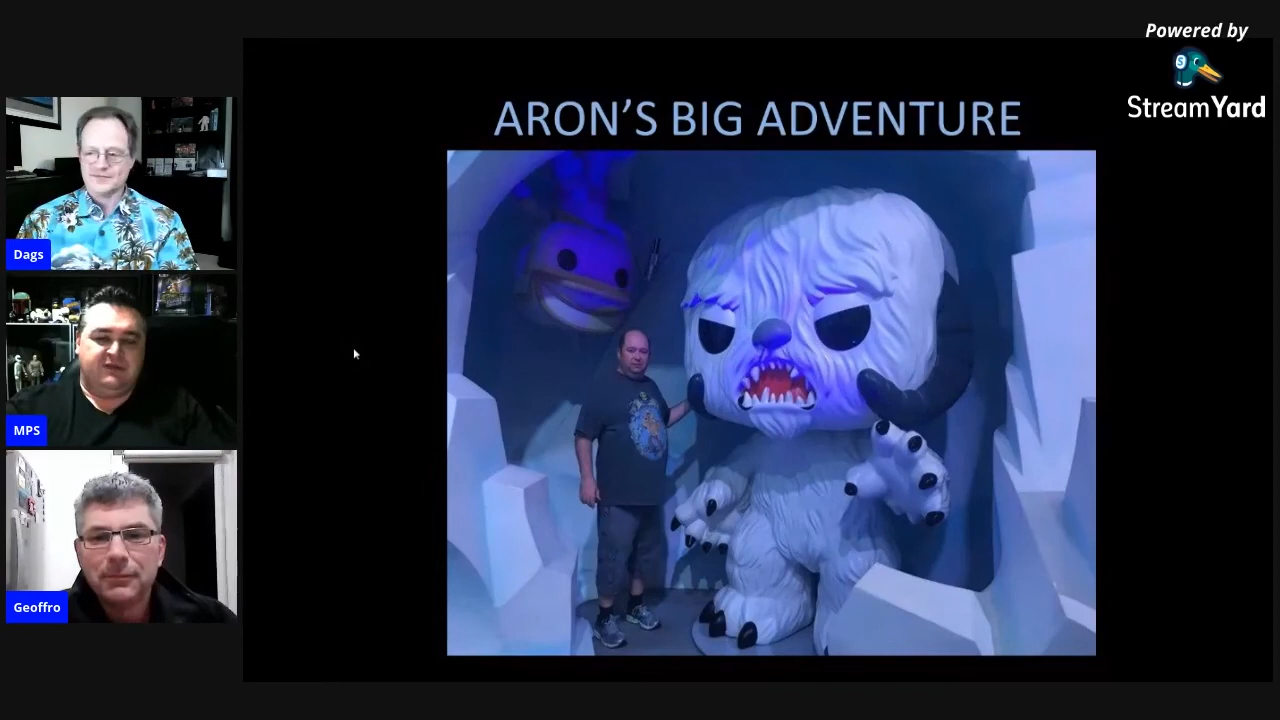 Powered by
StreamYard
ARON'S BIG ADVENTURE
Dags
MPS
Geoffro